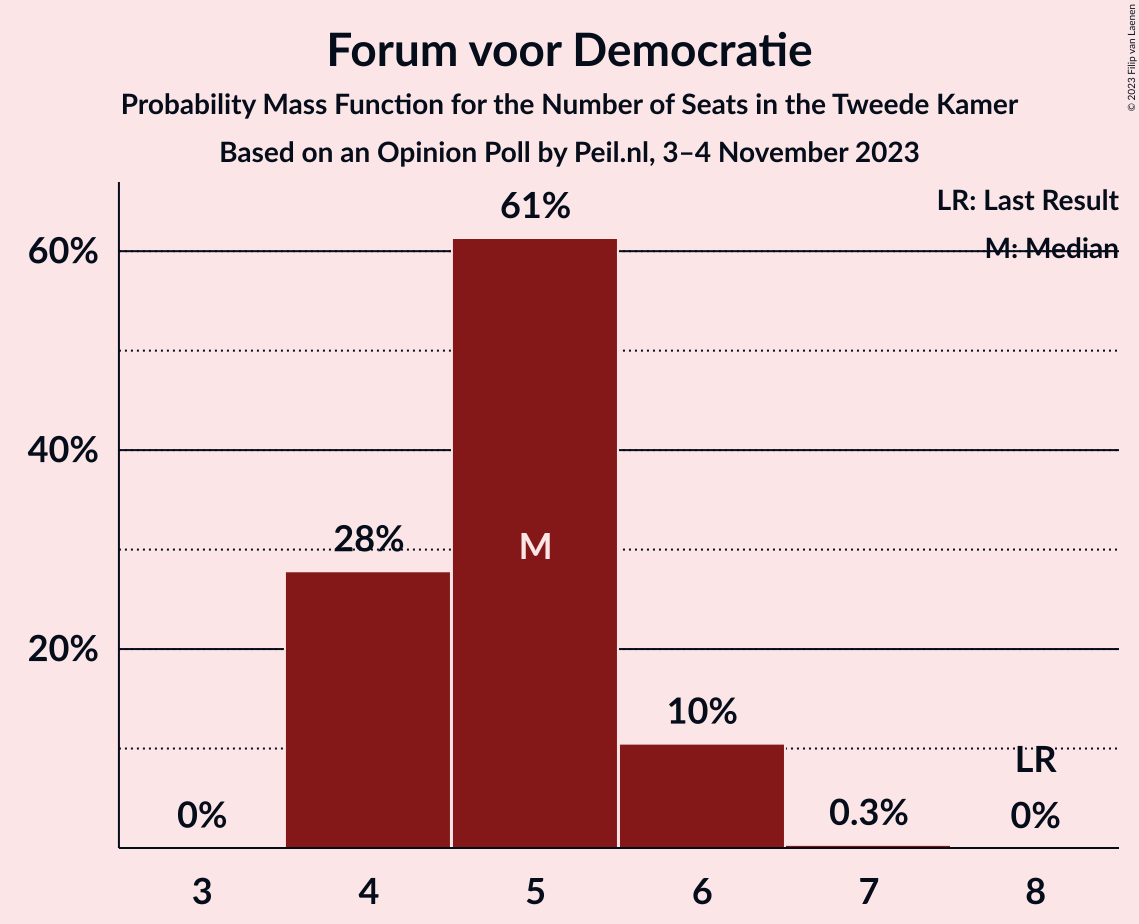 Forum voor Democratie
Probability Mass Function for the Number of Seats in the Tweede Kamer
Based on an Opinion Poll by Peil.nl, 3–4 November 2023
© 2023 Filip van Laenen
LR: Last Result
M: Median
60%
40%
20%
61%
28%
M
10%
LR
0%
0.3%
0%
3 4 5 6 7 8